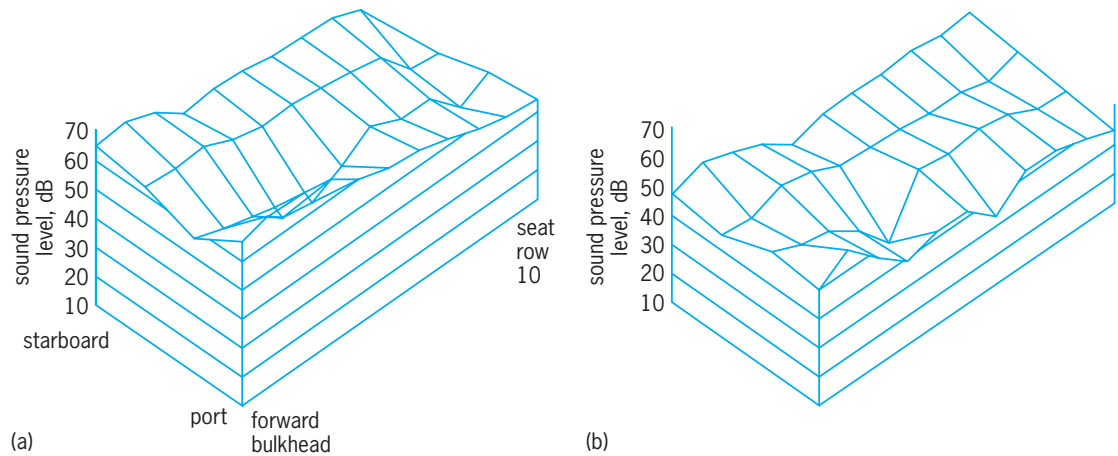 70
60
50
40
30
20
10
sound pressure
level, dB
starboard
port
forward
bulkhead
seat
row
10
(a)
70
60
50
40
30
20
10
sound pressure
level, dB
(b)